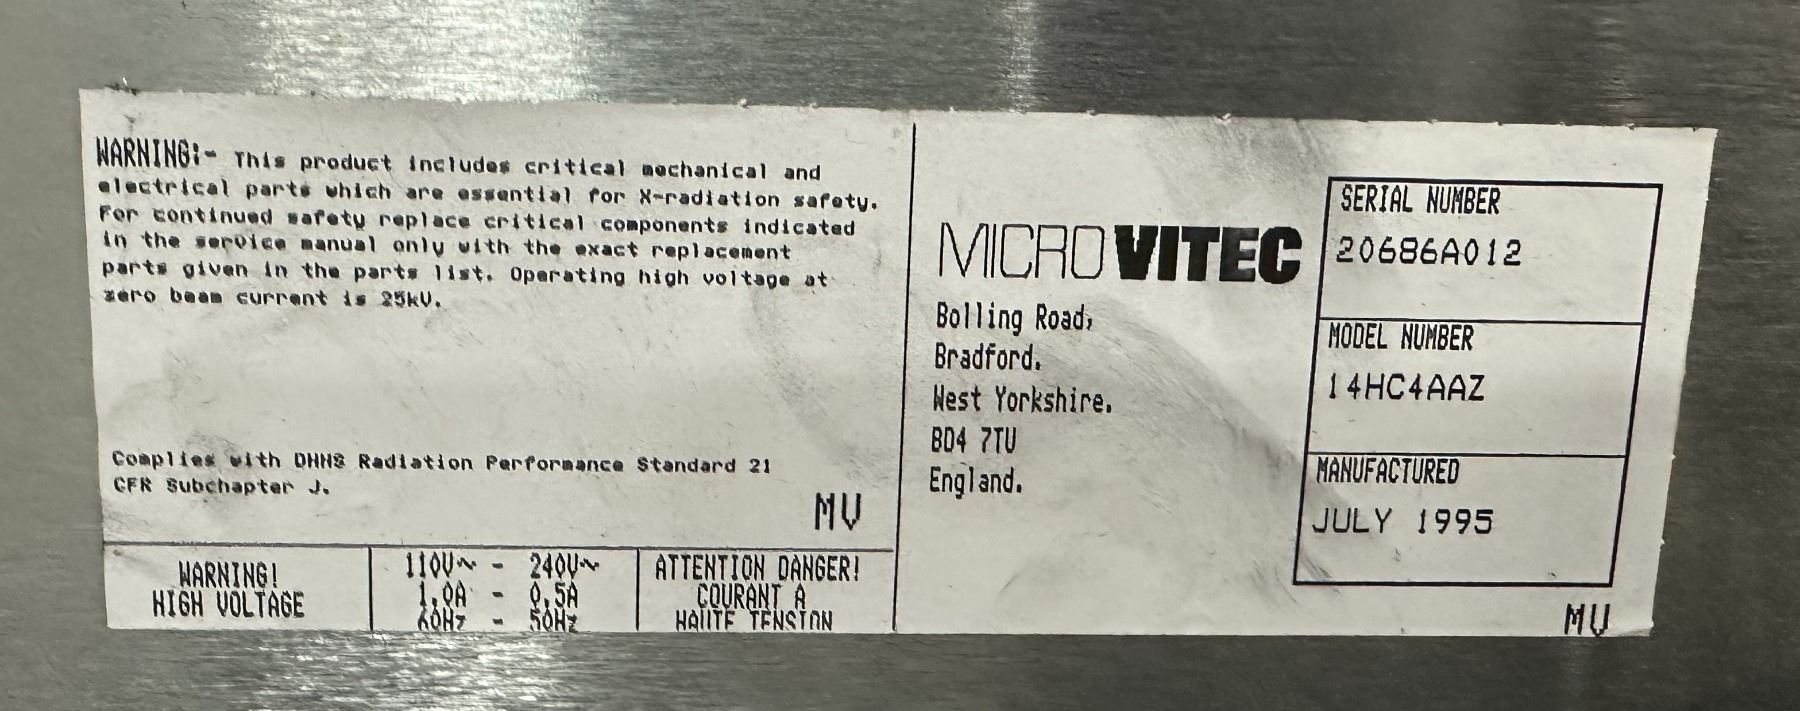 WARNING:- This product includes critical mechanical and
electrical parts which are essential for X-radiation safety.
For continued safety replace critical components indicated
in the service manual only with the exact replacement
parts given in the parts list. Operating high voltage at
zero beam current is 25kV.
Complies with DHHS Radiation Performance Standard 21
CFR Subchapter J.
MV
WARNING!
HIGH VOLTAGE
110V~ - 240V~
1,0A - 0,5A
60Hz - 50Hz
ATTENTION DANGER!
COURANT A
HAUTE TENSION
MICROVITEC
Bolling Road,
Bradford.
West Yorkshire.
BD4 7TU
England.
SERIAL NUMBER
20686A012
MODEL NUMBER
14HC4AAZ
MANUFACTURED
JULY 1995
MV